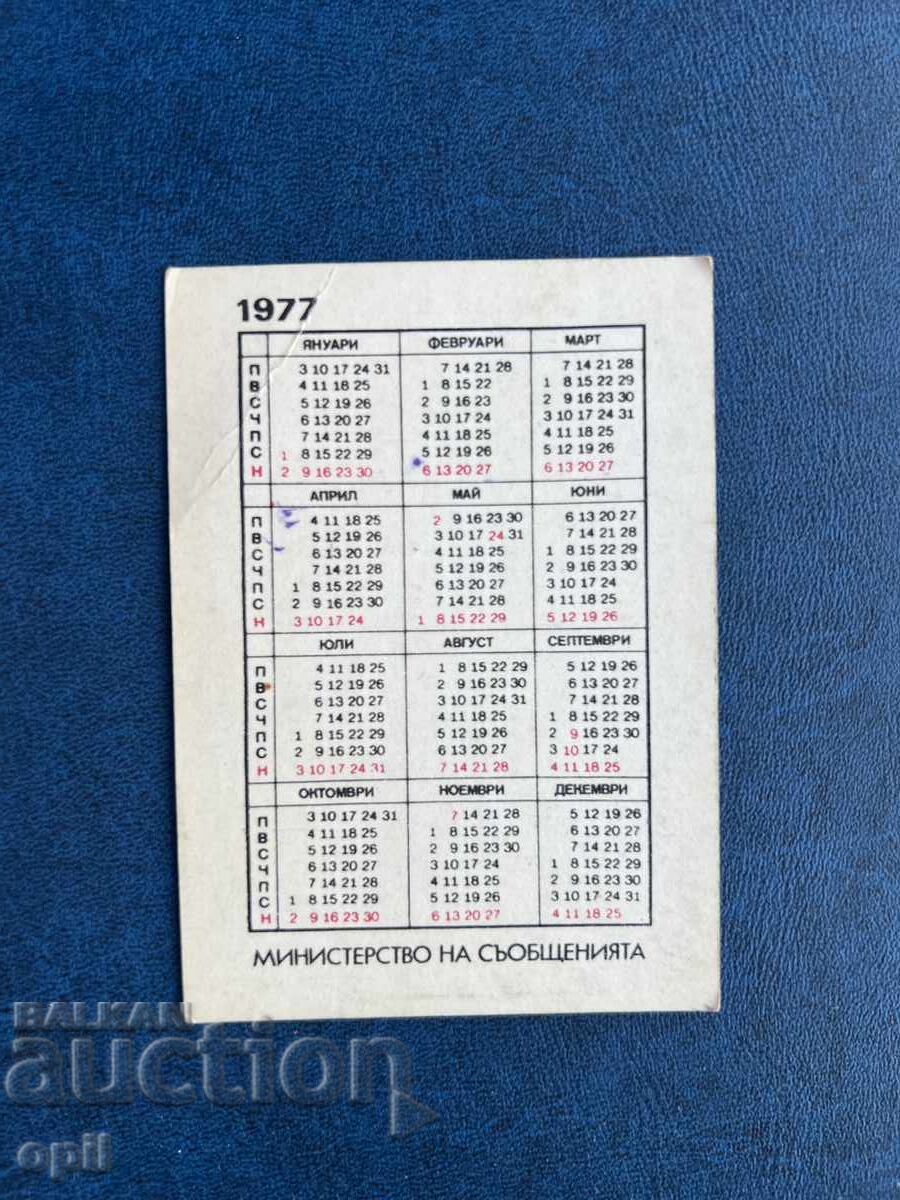 1977
ЯНУАРИ ФЕВРУАРИ МАРТ
П 3 10 17 24 31 7 14 21 28 7 14 21 28
В 4 11 18 25 1 8 15 22 1 8 15 22 29
С 5 12 19 26 2 9 16 23 2 9 16 23 30
Ч 6 13 20 27 3 10 17 24 3 10 17 24 31
П 7 14 21 28 4 11 18 25 4 11 18 25
С 1 8 15 22 29 5 12 19 26 5 12 19 26
Н 2 9 16 23 30 6 13 20 27 6 13 20 27
АПРИЛ МАЙ ЮНИ
П 4 11 18 25 2 9 16 23 30 6 13 20 27
В 5 12 19 26 3 10 17 24 31 7 14 21 28
С 6 13 20 27 4 11 18 25 1 8 15 22 29
Ч 7 14 21 28 5 12 19 26 2 9 16 23 30
П 1 8 15 22 29 6 13 20 27 3 10 17 24
С 2 9 16 23 30 7 14 21 28 4 11 18 25
Н 3 10 17 24 1 8 15 22 29 5 12 19 26
ЮЛИ АВГУСТ СЕПТЕМВРИ
П 4 11 18 25 1 8 15 22 29 5 12 19 26
В 5 12 19 26 2 9 16 23 30 6 13 20 27
С 6 13 20 27 3 10 17 24 31 7 14 21 28
Ч 7 14 21 28 4 11 18 25 1 8 15 22 29
П 1 8 15 22 29 5 12 19 26 2 9 16 23 30
С 2 9 16 23 30 6 13 20 27 3 10 17 24
Н 3 10 17 24 31 7 14 21 28 4 11 18 25
ОКТОМВРИ НОЕМВРИ ДЕКЕМВРИ
П 3 10 17 24 31 7 14 21 28 5 12 19 26
В 4 11 18 25 1 8 15 22 29 6 13 20 27
С 5 12 19 26 2 9 16 23 30 7 14 21 28
Ч 6 13 20 27 3 10 17 24 1 8 15 22 29
П 7 14 21 28 4 11 18 25 2 9 16 23 30
С 1 8 15 22 29 5 12 19 26 3 10 17 24 31
Н 2 9 16 23 30 6 13 20 27 4 11 18 25
МИНИСТЕРСТВО НА СЪОБЩЕНИЯТА
BALKAN
auction
opil